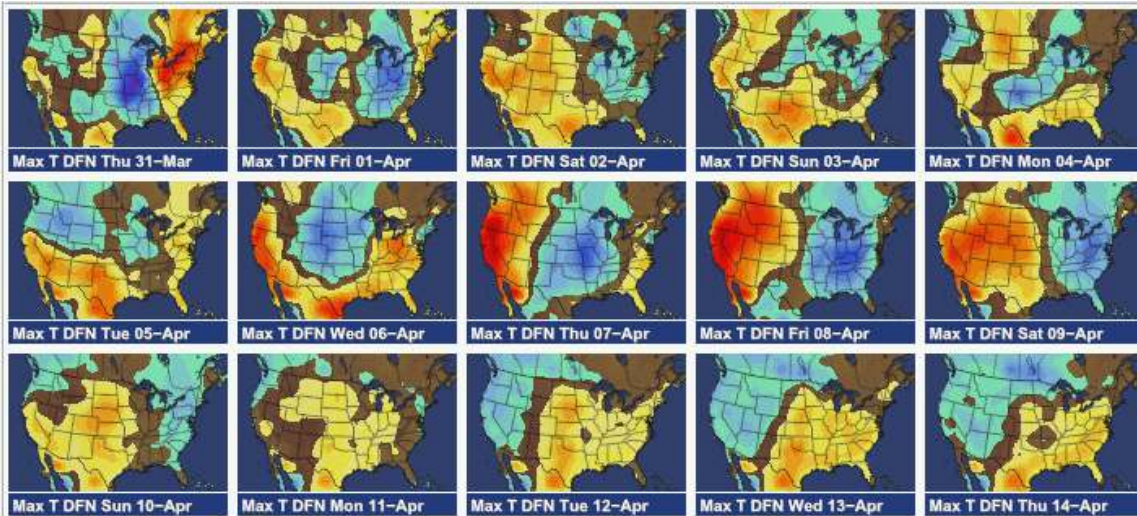 Max T DFN Thu 31-Mar
Max T DFN Fri 01-Apr
Max T DFN Sat 02-Apr
Max T DFN Sun 03-Apr
Max T DFN Mon 04-Apr
Max T DFN Tue 05-Apr
Max T DFN Wed 06-Apr
Max T DFN Thu 07-Apr
Max T DFN Fri 08-Apr
Max T DFN Sat 09-Apr
Max T DFN Sun 10-Apr
Max T DFN Mon 11-Apr
Max T DFN Tue 12-Apr
Max T DFN Wed 13-Apr
Max T DFN Thu 14-Apr